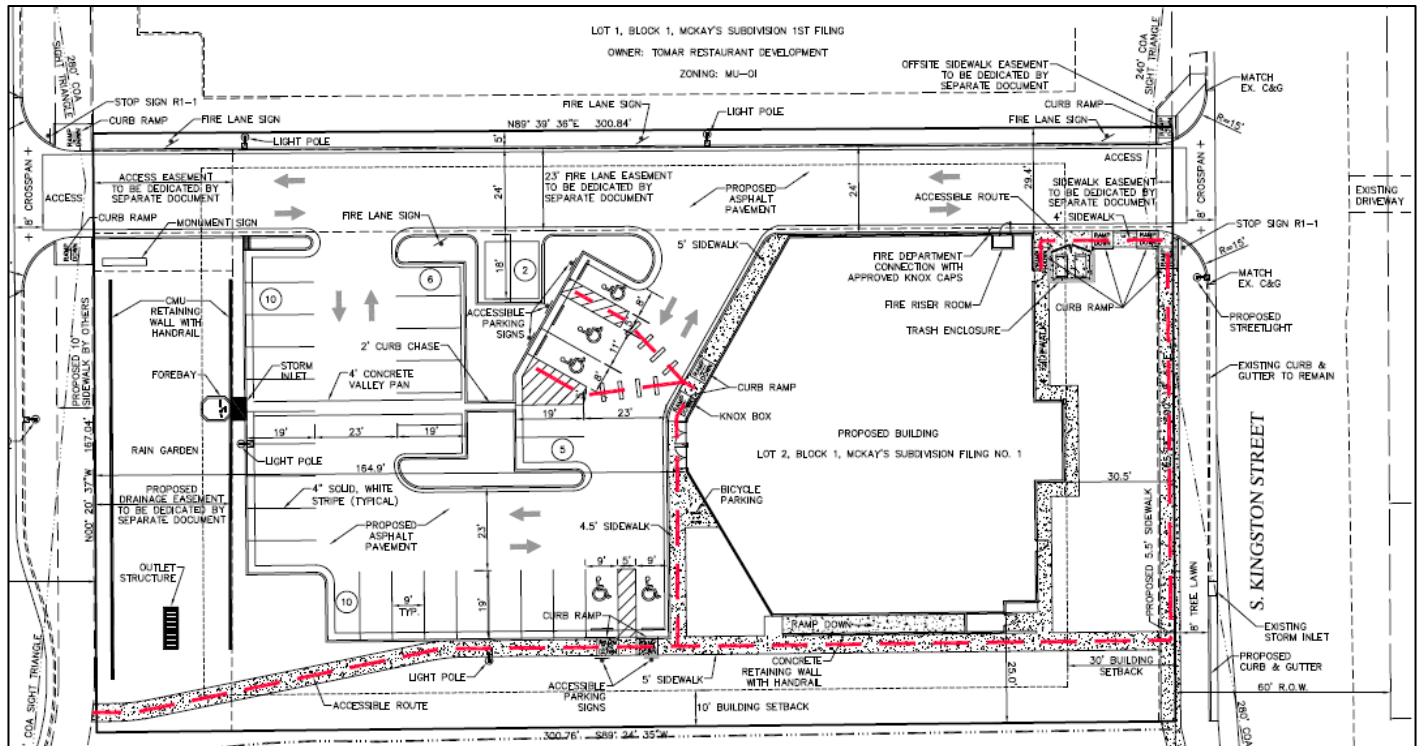 LOT 1, BLOCK 1, MCKAY'S SUBDIVISION 1ST FILING
OWNER: TOMAR RESTAURANT DEVELOPMENT
ZONING: MU-OI
280' COA
SIGHT TRIANGLE
STOP SIGN R1-1
CURB RAMP
FIRE LANE SIGN
LIGHT POLE
FIRE LANE SIGN
N89° 39' 36"E 300.84'
LIGHT POLE
OFFSITE SIDEWALK EASEMENT
TO BE DEDICATED BY
SEPARATE DOCUMENT
CURB RAMP
FIRE LANE SIGN
240' COA
SIGHT TRIANGLE
MATCH
EX. C&G
R=15'
8' CROSSPAN
ACCESS
ACCESS EASEMENT
TO BE DEDICATED BY
SEPARATE DOCUMENT
CURB RAMP
MONUMENT SIGN
5'
24'
23' FIRE LANE EASEMENT
TO BE DEDICATED BY
SEPARATE DOCUMENT
FIRE LANE SIGN
PROPOSED
ASPHALT
PAVEMENT
24'
29.4'
ACCESS
SIDEWALK EASEMENT
TO BE DEDICATED BY
SEPARATE DOCUMENT
ACCESSIBLE ROUTE
4' SIDEWALK
8' CROSSPAN
EXISTING
DRIVEWAY
STOP SIGN R1-1
R=15'
MATCH
EX. C&G
PROPOSED
STREETLIGHT
5' SIDEWALK
FIRE DEPARTMENT
CONNECTION WITH
APPROVED KNOX CAPS
FIRE RISER ROOM
TRASH ENCLOSURE
CURB RAMP
RAMP
DOWN
SIDEWALK
18'
2
6
10
CMU
RETAINING
WALL WITH
HANDRAIL
ACCESSIBLE
PARKING
SIGNS
8'
11'
8'
2' CURB CHASE
STORM
INLET
4' CONCRETE
VALLEY PAN
FOREBAY
PROPOSED 10'
SIDEWALK BY OTHERS
CURB RAMP
KNOX BOX
19'
23'
19'
19'
23'
5
RAIN GARDEN
LIGHT POLE
164.9'
4" SOLID, WHITE
STRIPE (TYPICAL)
PROPOSED
DRAINAGE EASEMENT
TO BE DEDICATED BY
SEPARATE DOCUMENT
N00° 20' 37"W 167.04'
PROPOSED
ASPHALT
PAVEMENT
BICYCLE
PARKING
PROPOSED BUILDING
LOT 2, BLOCK 1, MCKAY'S SUBDIVISION FILING NO. 1
30.5'
EXISTING CURB &
GUTTER TO REMAIN
S. KINGSTON STREET
PROPOSED 5.5' SIDEWALK
8' TREE LAWN
4.5' SIDEWALK
23'
9'
5'
9'
OUTLET
STRUCTURE
10
9'
TYP.
19'
CURB RAMP
RAMP DOWN
EXISTING
STORM INLET
PROPOSED
CURB & GUTTER
60' R.O.W.
30' BUILDING
SETBACK
25.0'
CONCRETE
RETAINING WALL
WITH HANDRAIL
LIGHT POLE
ACCESSIBLE
PARKING
SIGNS
5' SIDEWALK
ACCESSIBLE ROUTE
10' BUILDING SETBACK
300.76' S89° 24' 35"W
COA SIGHT TRIANGLE
280' COA